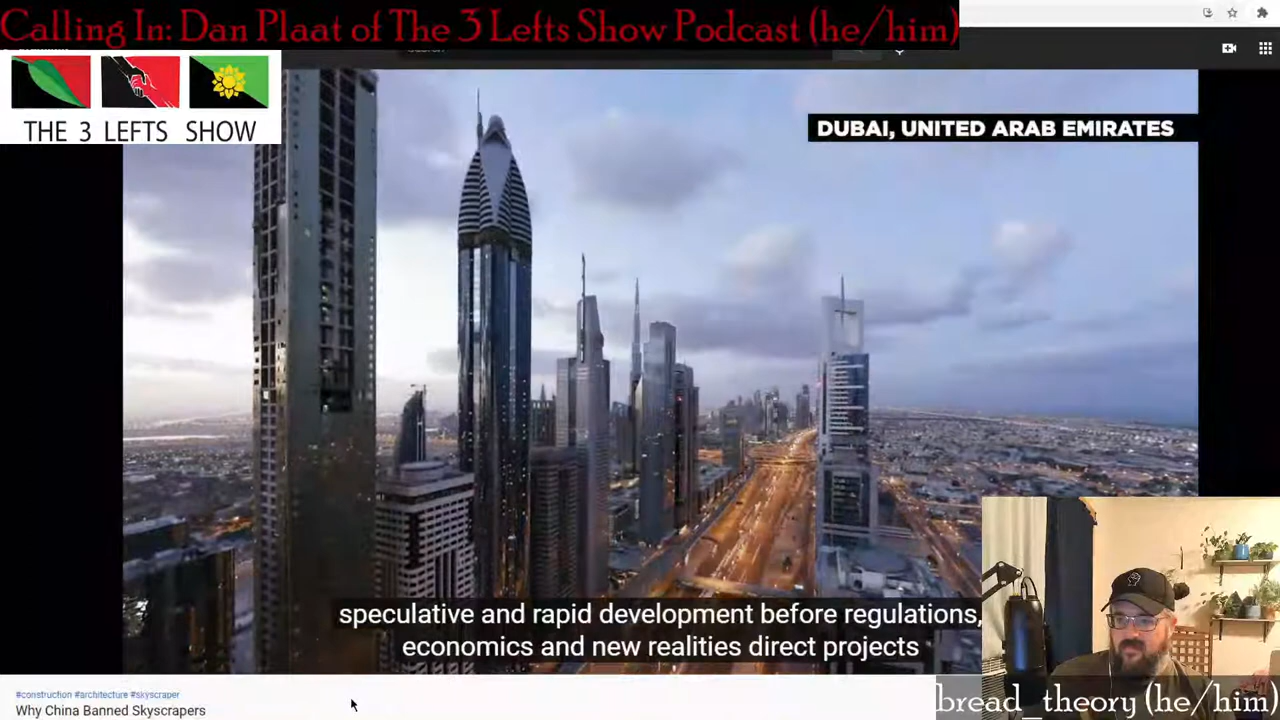 Calling In: Dan Plaat of The 3 Lefts Show Podcast (he/him)
THE 3 LEFTS SHOW
DUBAI, UNITED ARAB EMIRATES
speculative and rapid development before regulations,
economics and new realities direct projects
#construction #architecture #skyscraper
Why China Banned Skyscrapers
bread_theory (he/him)